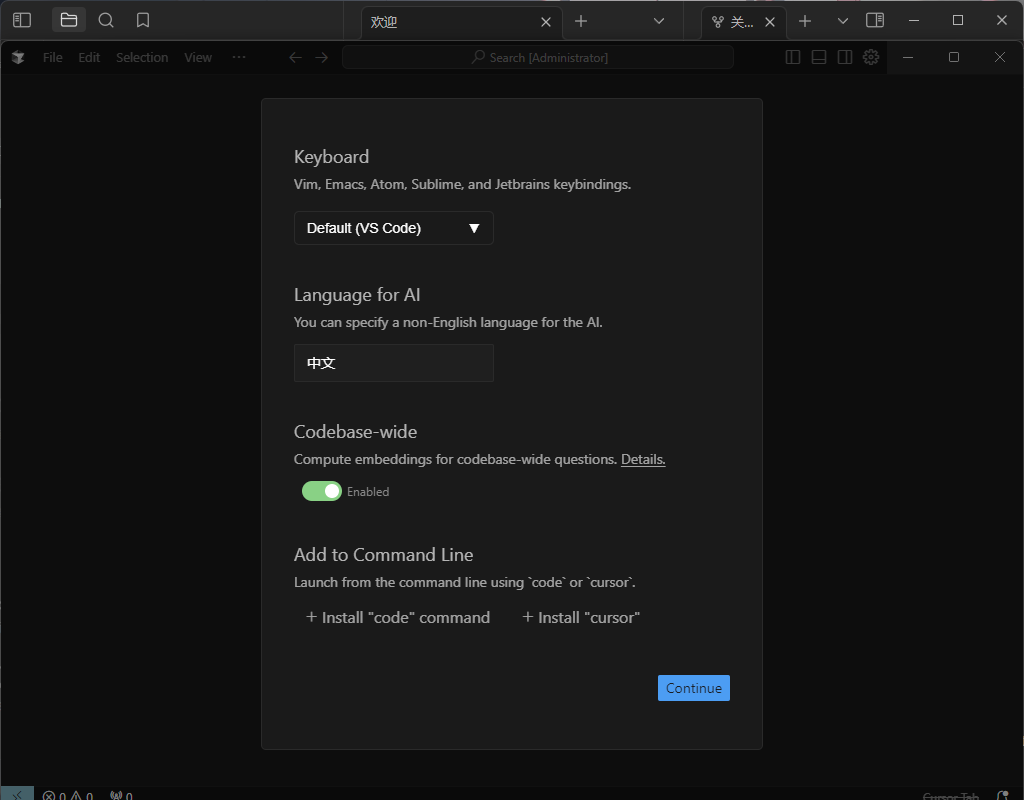 欢迎
关...
File Edit Selection View ...
Search [Administrator]
Keyboard
Vim, Emacs, Atom, Sublime, and Jetbrains keybindings.
Default (VS Code)
Language for AI
You can specify a non-English language for the AI.
中文
Codebase-wide
Compute embeddings for codebase-wide questions. Details.
Enabled
Add to Command Line
Launch from the command line using `code` or `cursor`.
+ Install "code" command + Install "cursor"
Continue
0 0 0 Cursor Tab